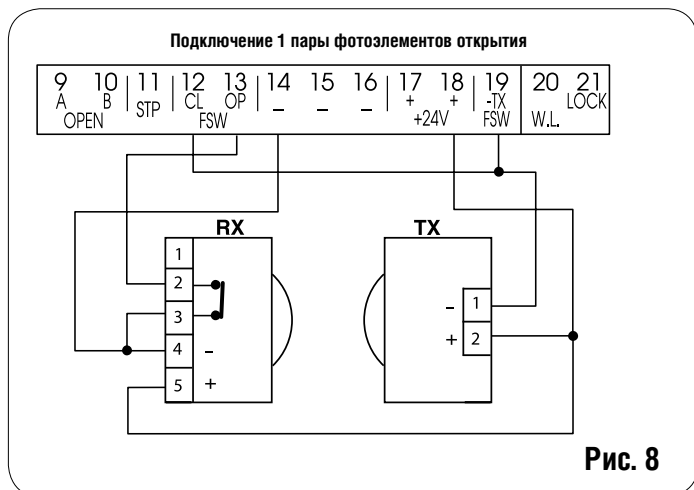 Подключение 1 пары фотоэлементов открытия
9 10 11 12 13 14 15 16 17 18 19 20 21
A B STP CL OP _ _ _ + + -TX W.L. LOCK
OPEN FSW +24V FSW
RX TX
1
2
3
4 -
5 +
- 1
+ 2
Рис. 8